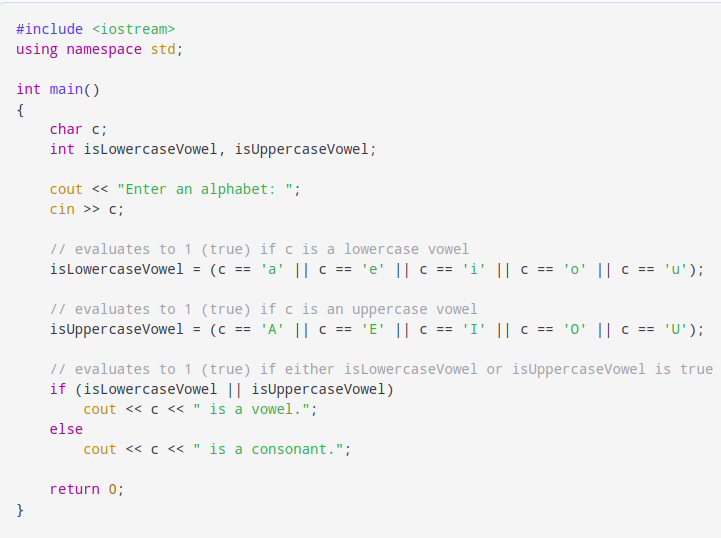 #include <iostream>
using namespace std;

int main()
{
    char c;
    int isLowercaseVowel, isUppercaseVowel;

    cout << "Enter an alphabet: ";
    cin >> c;

    // evaluates to 1 (true) if c is a lowercase vowel
    isLowercaseVowel = (c == 'a' || c == 'e' || c == 'i' || c == 'o' || c == 'u');

    // evaluates to 1 (true) if c is an uppercase vowel
    isUppercaseVowel = (c == 'A' || c == 'E' || c == 'I' || c == 'O' || c == 'U');

    // evaluates to 1 (true) if either isLowercaseVowel or isUppercaseVowel is true
    if (isLowercaseVowel || isUppercaseVowel)
        cout << c << " is a vowel.";
    else
        cout << c << " is a consonant.";

    return 0;
}